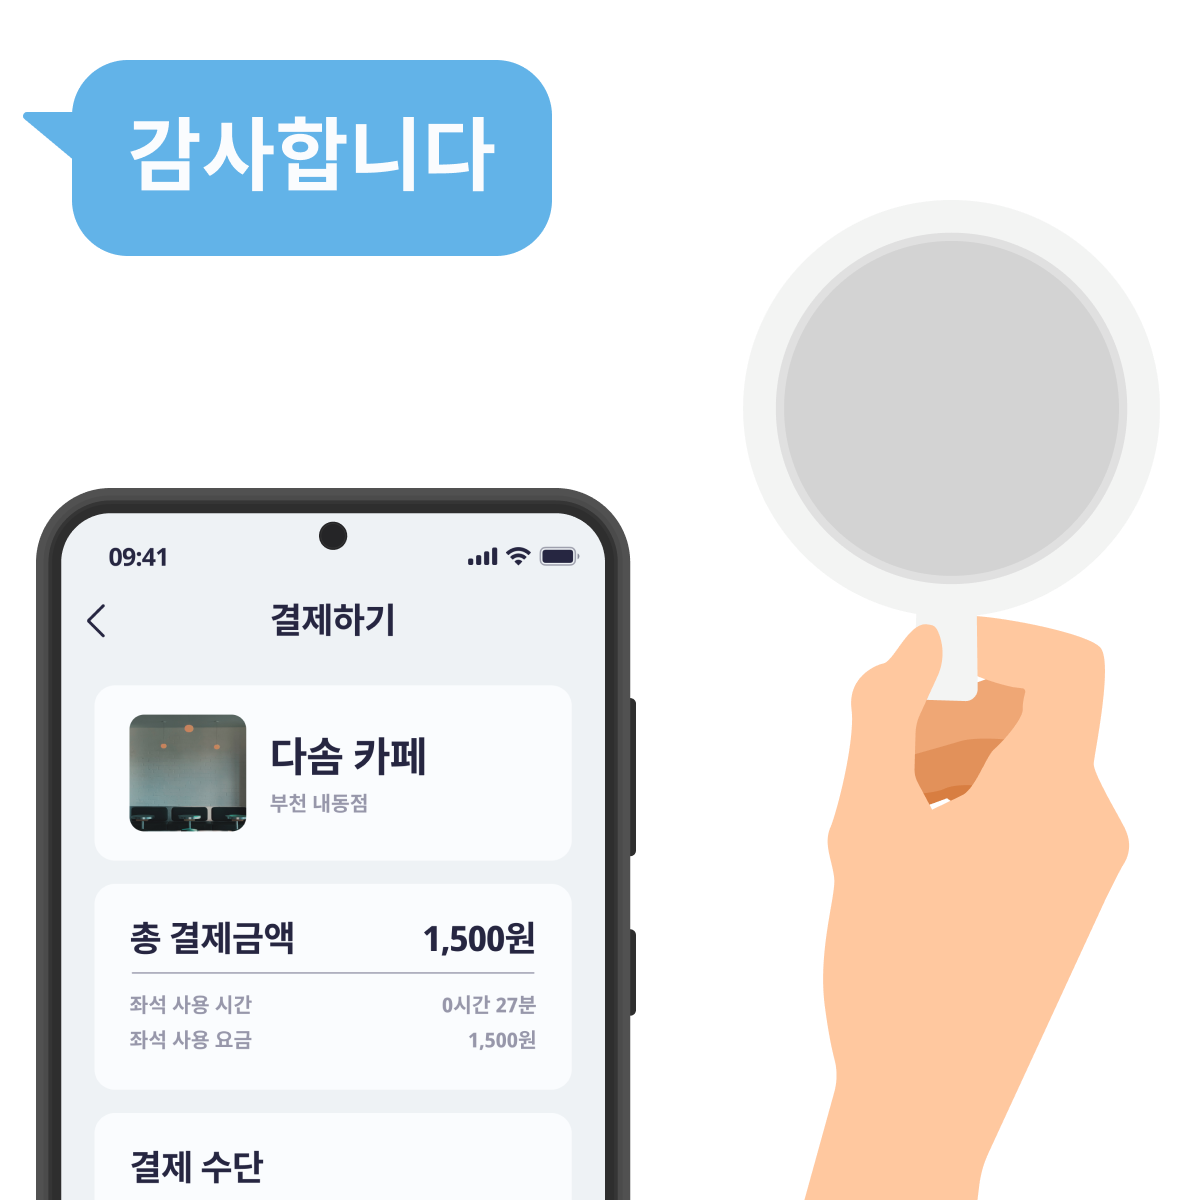 감사합니다
09:41
결제하기
다솜 카페
부천 내동점
총 결제금액 1,500원
좌석 사용 시간 0시간 27분
좌석 사용 요금 1,500원
결제 수단